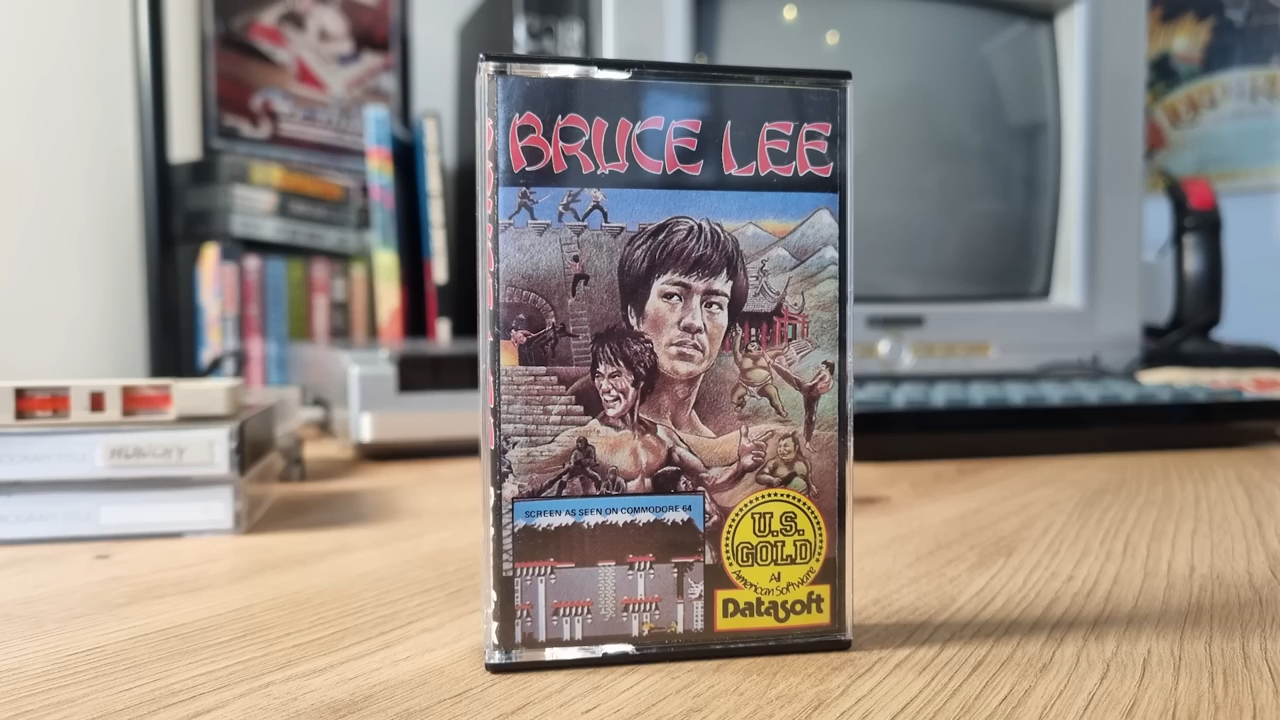 BRUCE LEE
SCREEN AS SEEN ON COMMODORE 64
U.S.
GOLD
All
American Software
Datasoft